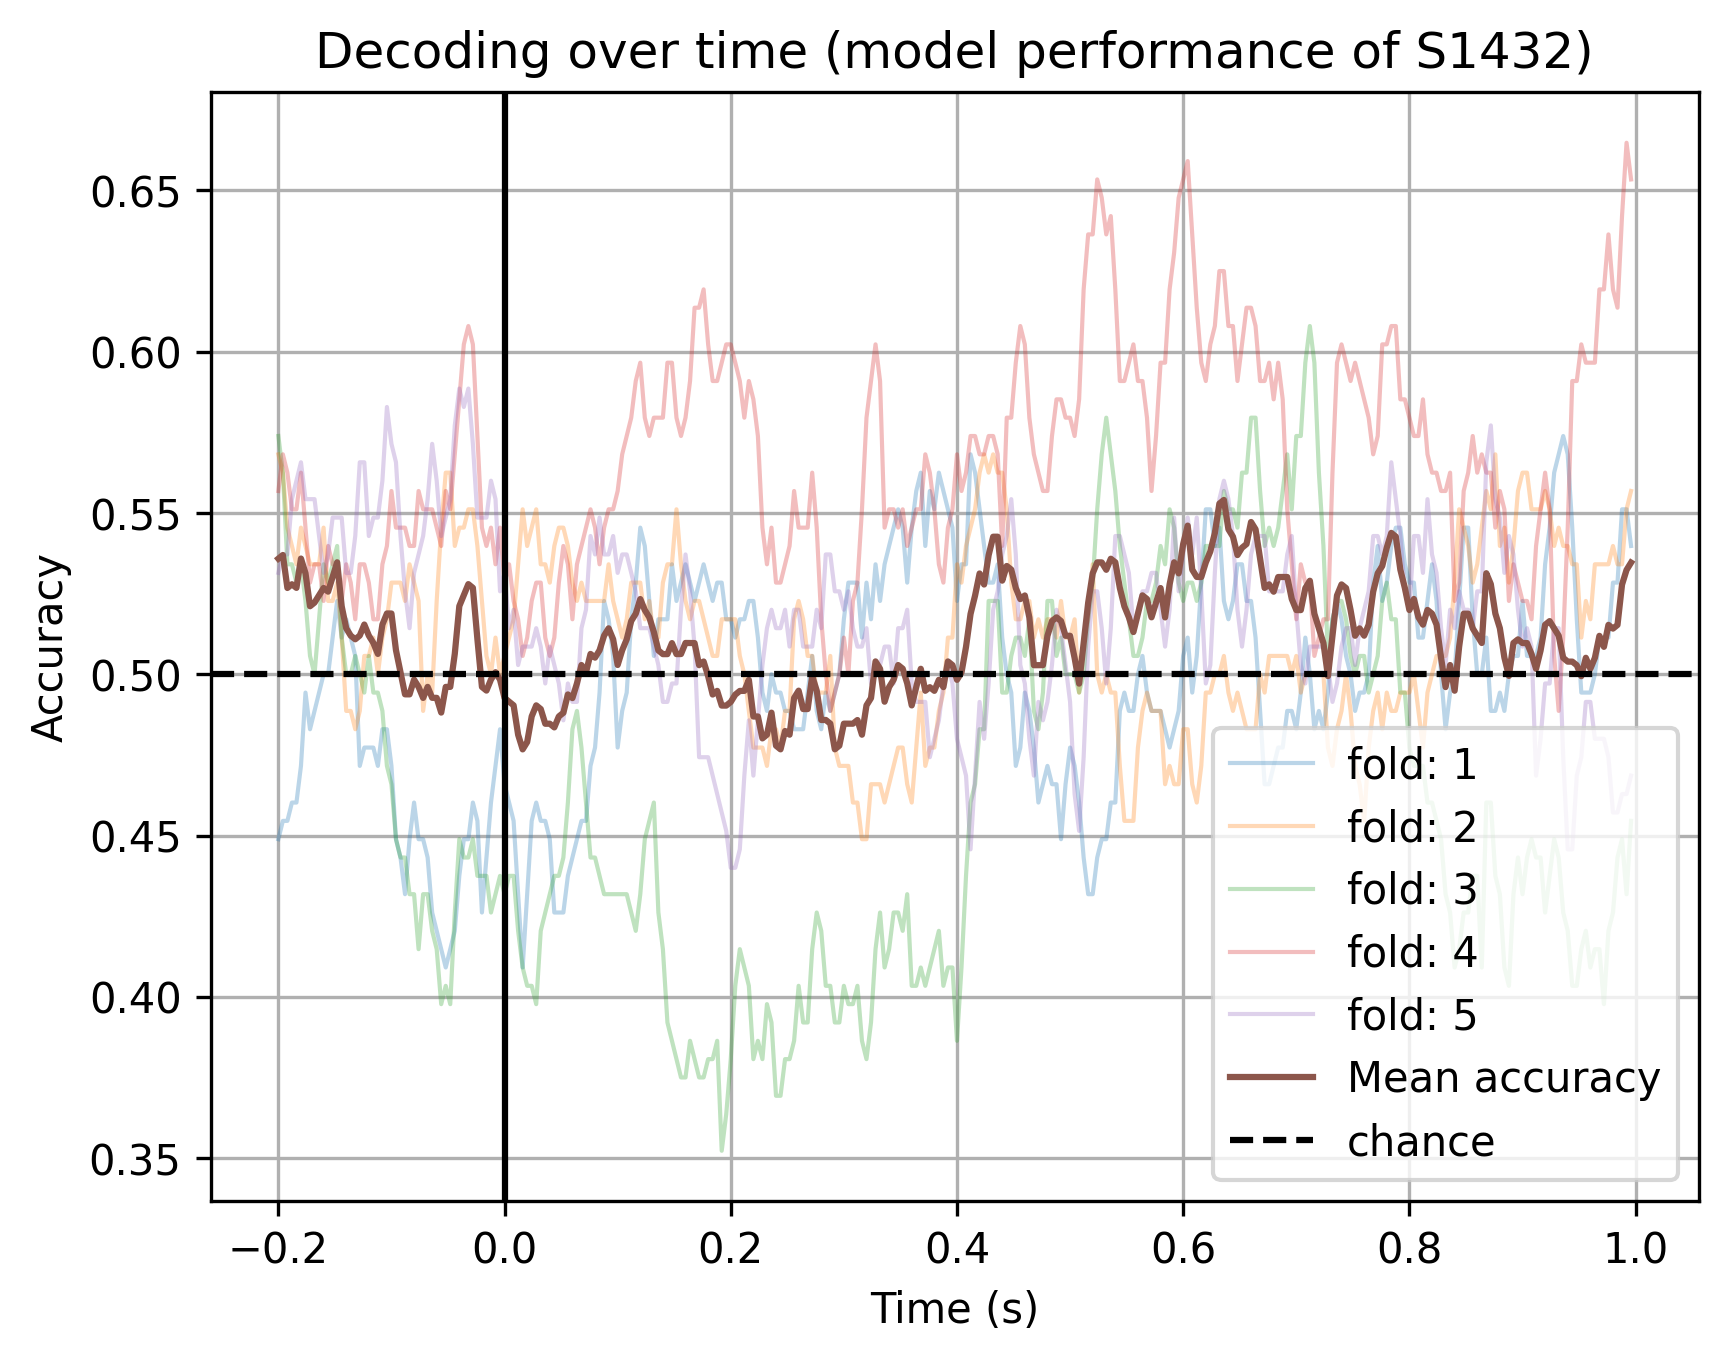 Decoding over time (model performance of S1432)
Accuracy
0.65
0.60
0.55
0.50
0.45
0.40
0.35
fold: 1
fold: 2
fold: 3
fold: 4
fold: 5
Mean accuracy
chance
−0.2
0.0
0.2
0.4
0.6
0.8
1.0
Time (s)